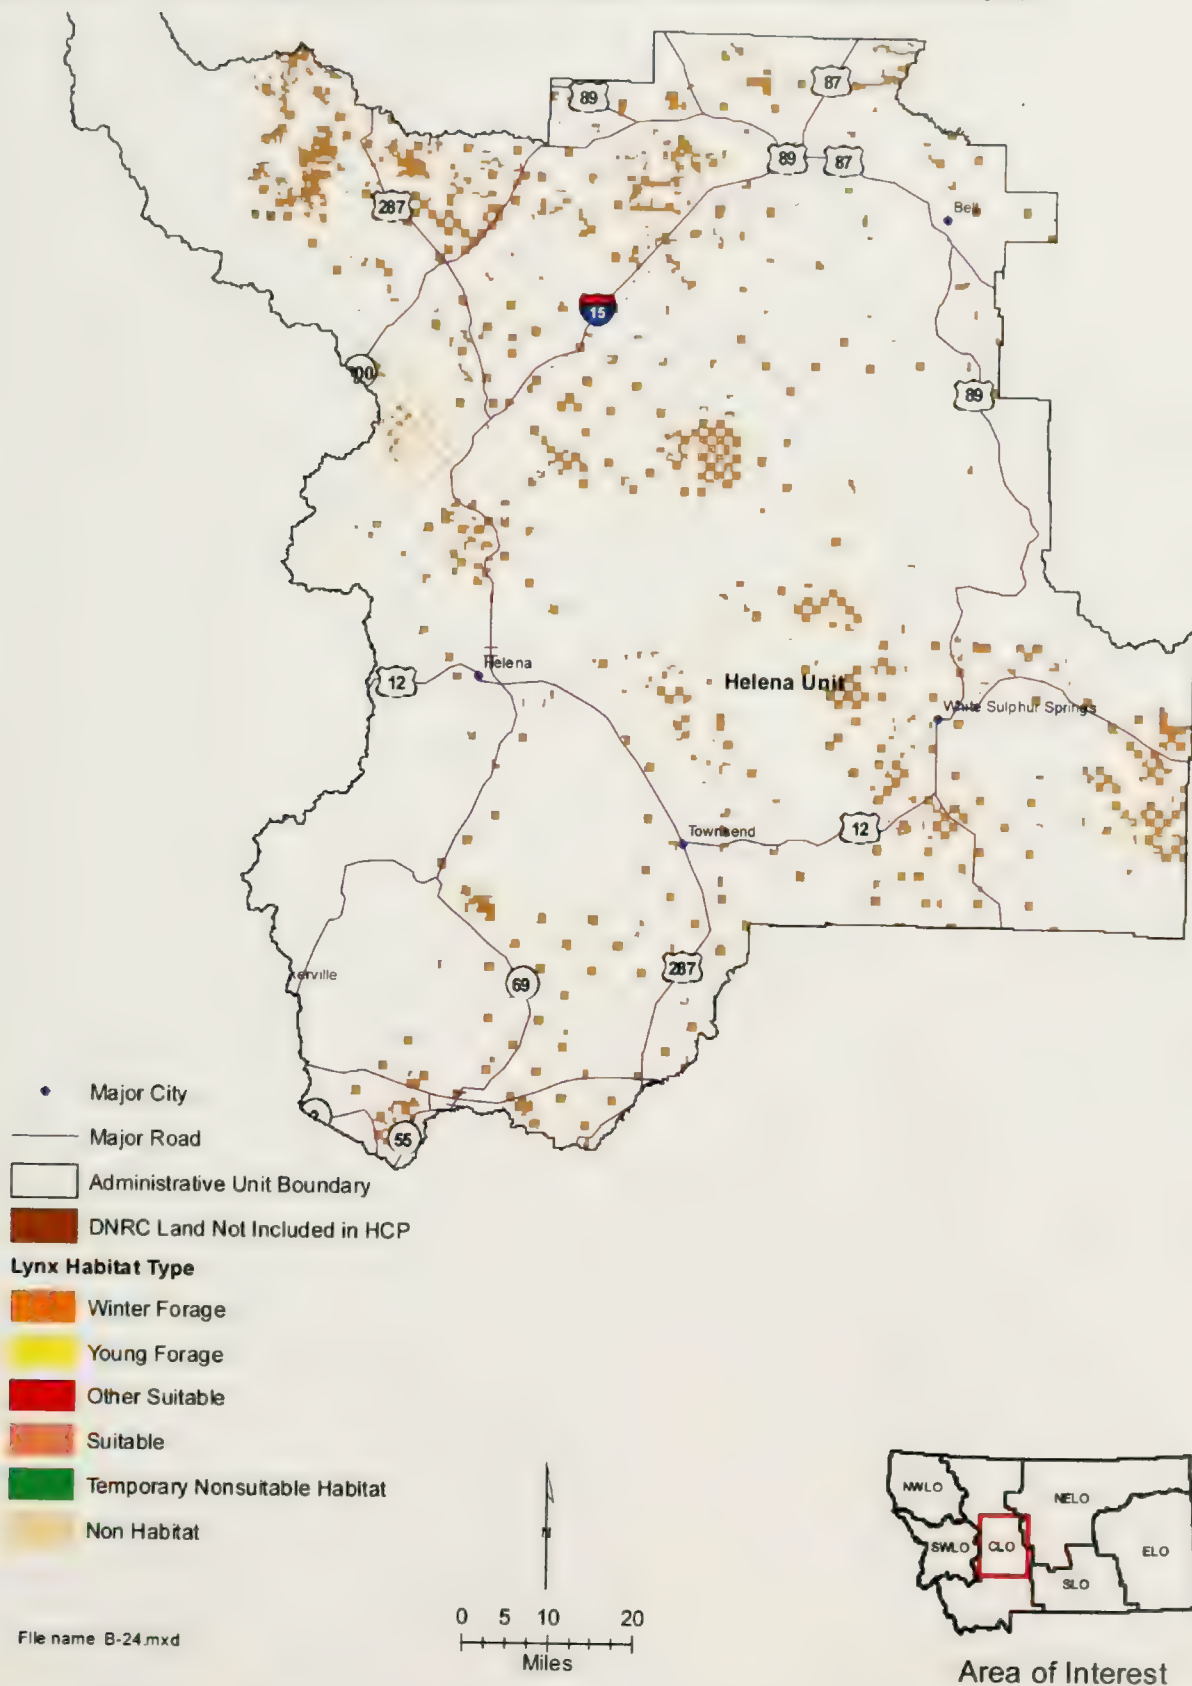 89
87
89
87
287
Belt
15
89
Helena
12
Helena Unit
White Sulphur Springs
Townsend
12
kerville
69
287
55
Major City
Major Road
Administrative Unit Boundary
DNRC Land Not Included in HCP
Lynx Habitat Type
Winter Forage
Young Forage
Other Suitable
Suitable
Temporary Nonsuitable Habitat
Non Habitat
File name B-24.mxd
N
0 5 10 20
Miles
NWLO
NELO
SWLO
CLO
ELO
SLO
Area of Interest